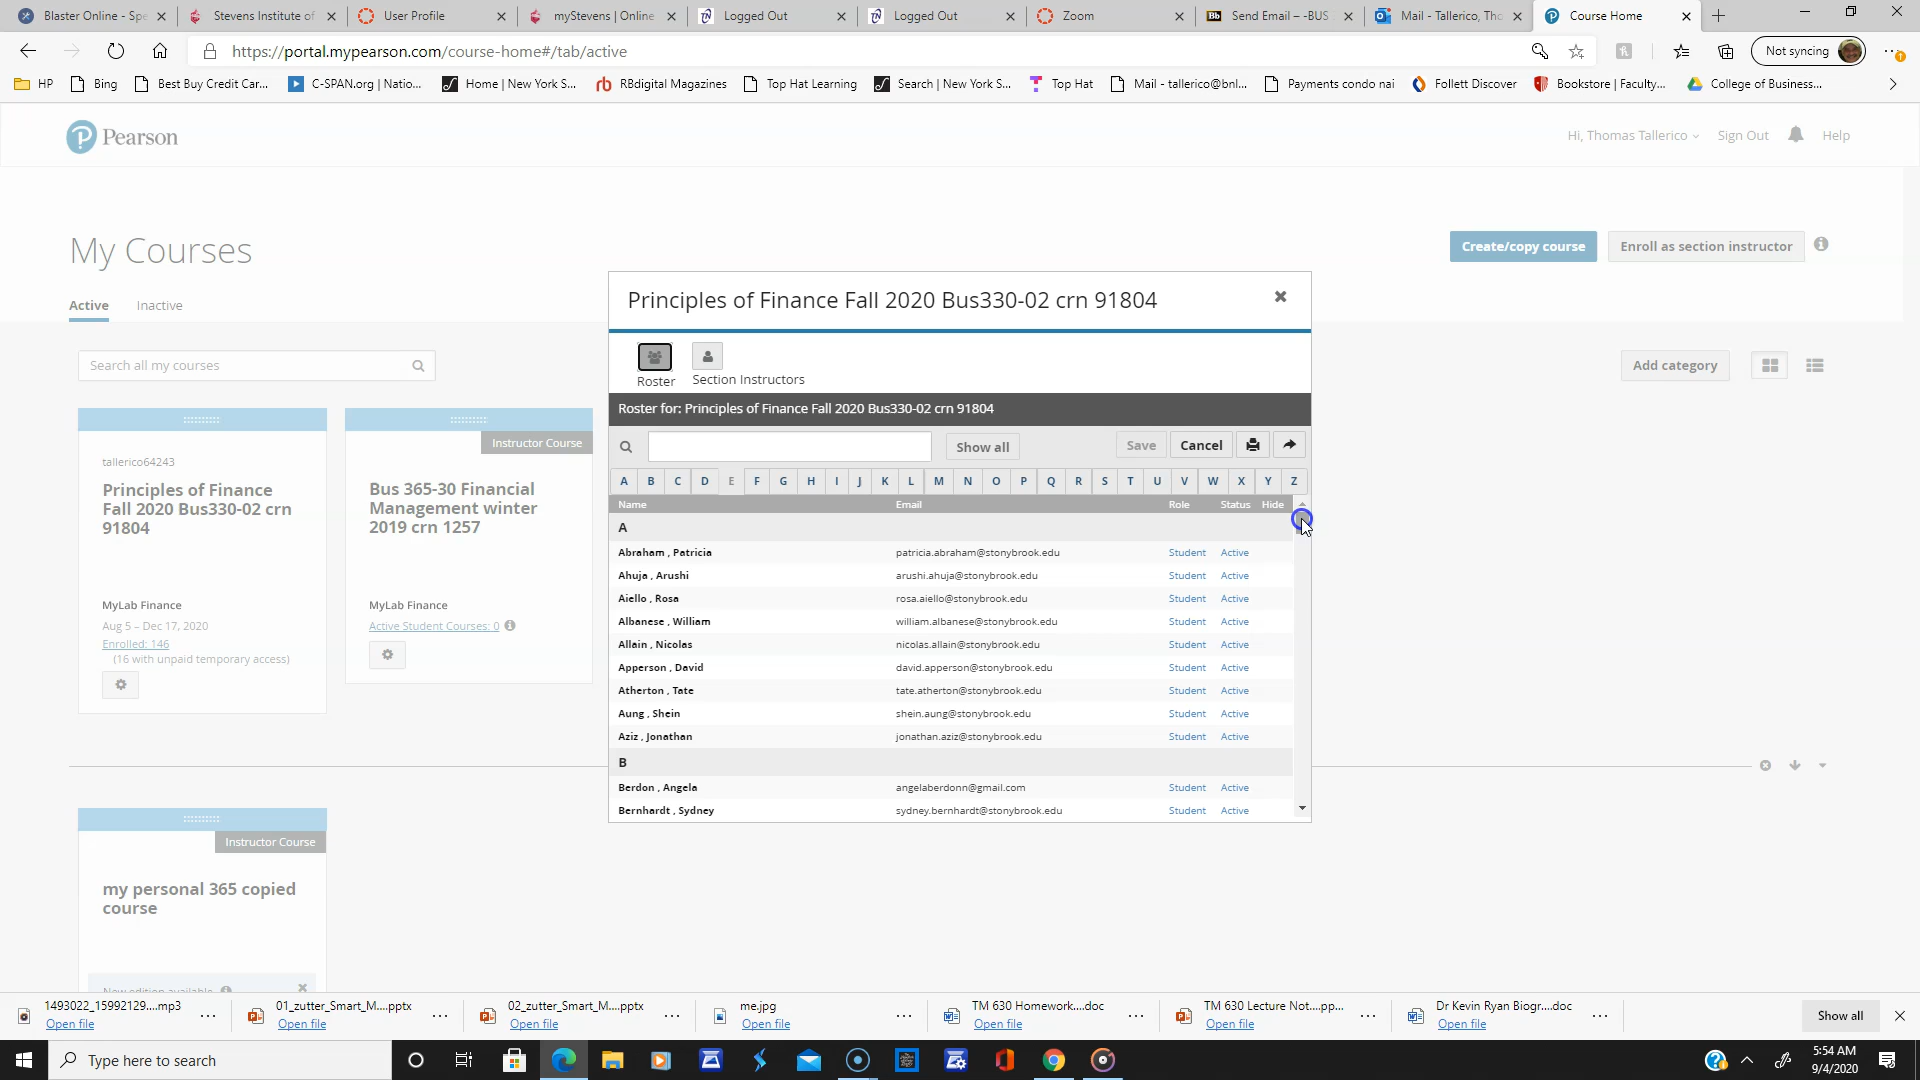 Blaster Online - Spe
Stevens Institute of
User Profile
myStevens | Online
Logged Out
Logged Out
Zoom
Send Email – -BUS
Mail - Tallerico, Tho
Course Home
https://portal.mypearson.com/course-home#/tab/active
Not syncing
HP
Bing
Best Buy Credit Car...
C-SPAN.org | Natio...
Home | New York S...
RBdigital Magazines
Top Hat Learning
Search | New York S...
Top Hat
Mail - tallerico@bnl...
Payments condo nai
Follett Discover
Bookstore | Faculty...
College of Business...
Pearson
Hi, Thomas Tallerico
Sign Out
Help
My Courses
Create/copy course
Enroll as section instructor
Active
Inactive
Search all my courses
Add category
tallerico64243
Principles of Finance
Fall 2020 Bus330-02 crn
91804
MyLab Finance
Aug 5 – Dec 17, 2020
Enrolled: 146
(16 with unpaid temporary access)
Instructor Course
Bus 365-30 Financial
Management winter
2019 crn 1257
MyLab Finance
Active Student Courses: 0
Instructor Course
my personal 365 copied
course
New edition available
Principles of Finance Fall 2020 Bus330-02 crn 91804
Roster
Section Instructors
Roster for: Principles of Finance Fall 2020 Bus330-02 crn 91804
Show all
Save
Cancel
A B C D E F G H I J K L M N O P Q R S T U V W X Y Z
Name Email Role Status Hide
A
Abraham , Patricia patricia.abraham@stonybrook.edu Student Active
Ahuja , Arushi arushi.ahuja@stonybrook.edu Student Active
Aiello , Rosa rosa.aiello@stonybrook.edu Student Active
Albanese , William william.albanese@stonybrook.edu Student Active
Allain , Nicolas nicolas.allain@stonybrook.edu Student Active
Apperson , David david.apperson@stonybrook.edu Student Active
Atherton , Tate tate.atherton@stonybrook.edu Student Active
Aung , Shein shein.aung@stonybrook.edu Student Active
Aziz , Jonathan jonathan.aziz@stonybrook.edu Student Active
B
Berdon , Angela angelaberdonn@gmail.com Student Active
Bernhardt , Sydney sydney.bernhardt@stonybrook.edu Student Active
1493022_15992129....mp3
Open file
01_zutter_Smart_M....pptx
Open file
02_zutter_Smart_M....pptx
Open file
me.jpg
Open file
TM 630 Homework....doc
Open file
TM 630 Lecture Not....pp...
Open file
Dr Kevin Ryan Biogr....doc
Open file
Show all
Type here to search
5:54 AM
9/4/2020